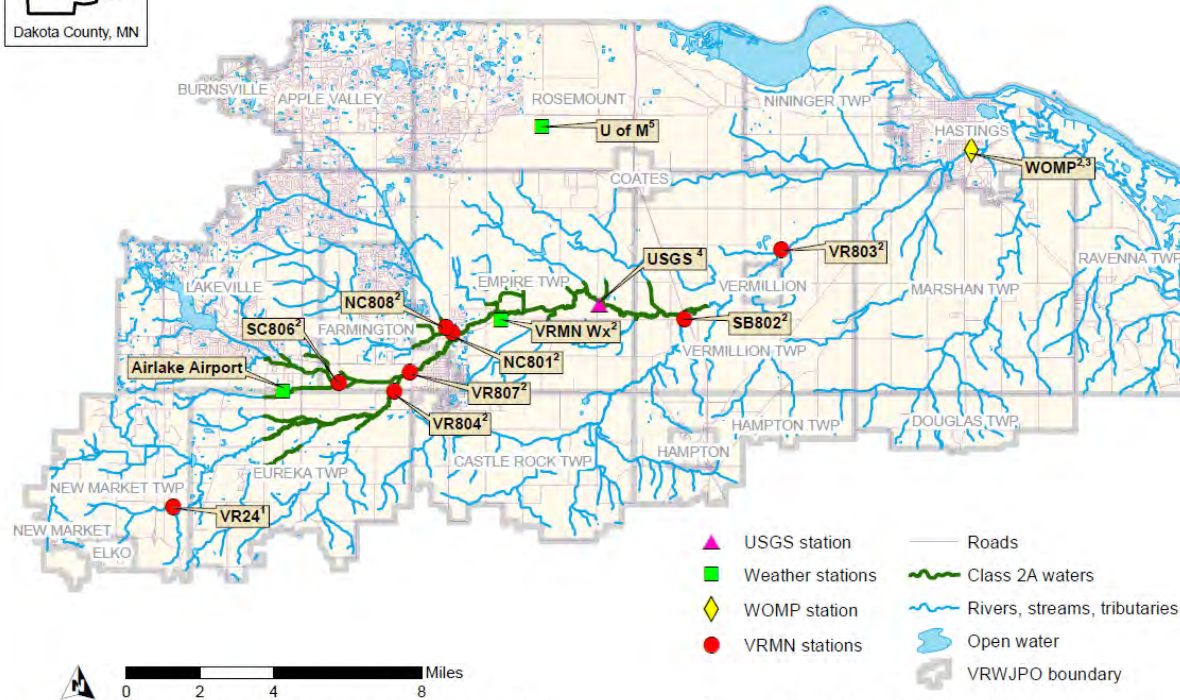 Dakota County, MN
BURNSVILLE
APPLE VALLEY
ROSEMOUNT
NININGER TWP
U of M⁵
HASTINGS
WOMP²,³
COATES
USGS ⁴
VR803²
RAVENNA TWP
EMPIRE TWP
VERMILLION
MARSHAN TWP
LAKEVILLE
NC808²
SC806²
FARMINGTON
VRMN Wx²
SB802²
VERMILLION TWP
NC801²
Airlake Airport
VR807²
VR804²
HAMPTON TWP
DOUGLAS TWP
HAMPTON
CASTLE ROCK TWP
EUREKA TWP
NEW MARKET TWP
VR24¹
NEW MARKET
ELKO
USGS station
Roads
Weather stations
Class 2A waters
WOMP station
Rivers, streams, tributaries
VRMN stations
Open water
VRWJPO boundary
N
Miles
0 2 4 8